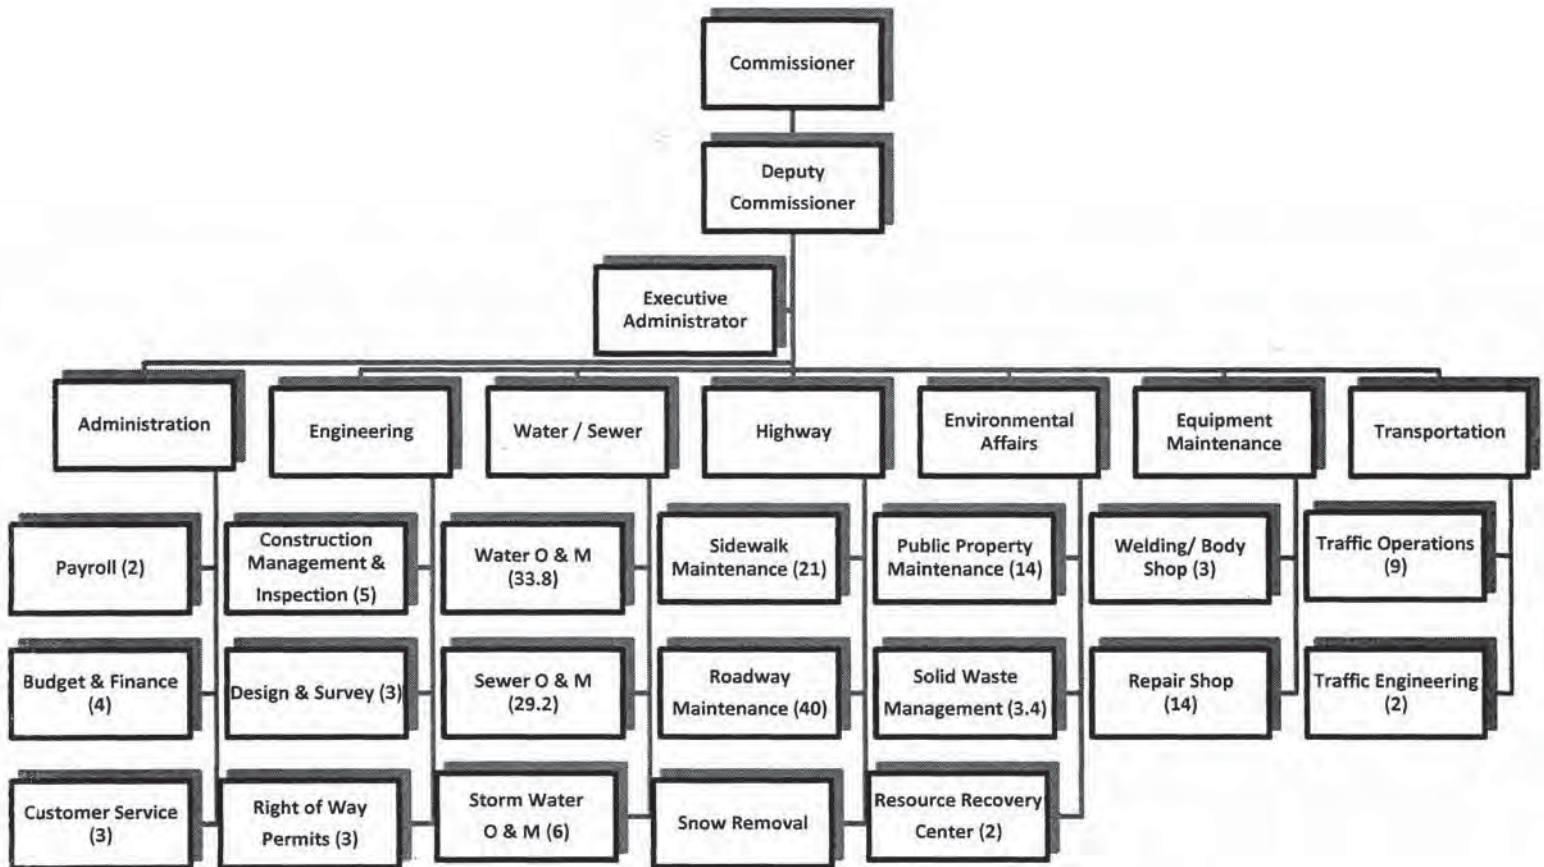 Commissioner
Deputy
Commissioner
Executive
Administrator
Administration
Engineering
Water / Sewer
Highway
Environmental
Affairs
Equipment
Maintenance
Transportation
Payroll (2)
Construction
Management &
Inspection (5)
Water O & M
(33.8)
Sidewalk
Maintenance (21)
Public Property
Maintenance (14)
Welding/ Body
Shop (3)
Traffic Operations
(9)
Budget & Finance
(4)
Design & Survey (3)
Sewer O & M
(29.2)
Roadway
Maintenance (40)
Solid Waste
Management (3.4)
Repair Shop
(14)
Traffic Engineering
(2)
Customer Service
(3)
Right of Way
Permits (3)
Storm Water
O & M (6)
Snow Removal
Resource Recovery
Center (2)